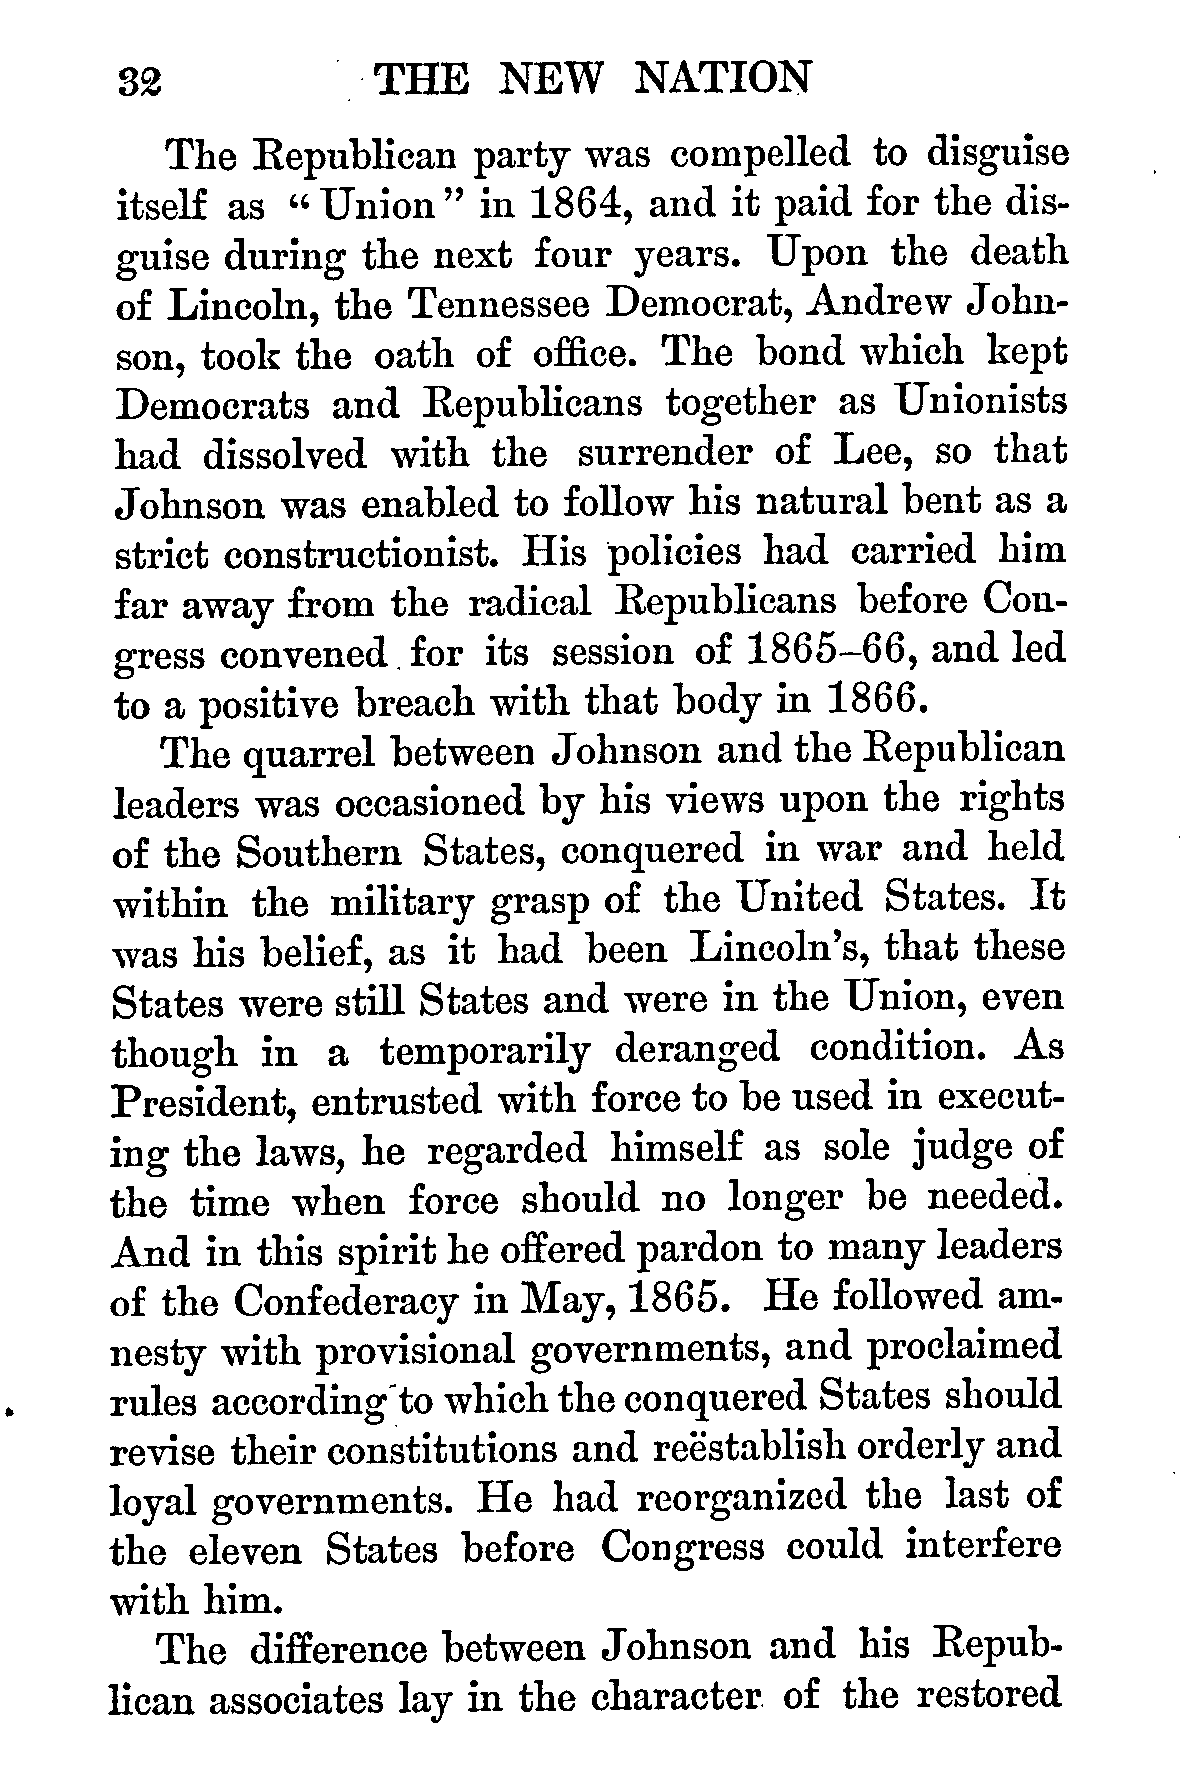 32 THE NEW NATION
The Republican party was compelled to disguise
itself as “ Union ” in 1864, and it paid for the dis-
guise during the next four years. Upon the death
of Lincoln, the Tennessee Democrat, Andrew John-
son, took the oath of office. The bond which kept
Democrats and Republicans together as Unionists
had dissolved with the surrender of Lee, so that
Johnson was enabled to follow his natural bent as a
strict constructionist. His policies had carried him
far away from the radical Republicans before Con-
gress convened for its session of 1865–66, and led
to a positive breach with that body in 1866.
The quarrel between Johnson and the Republican
leaders was occasioned by his views upon the rights
of the Southern States, conquered in war and held
within the military grasp of the United States. It
was his belief, as it had been Lincoln’s, that these
States were still States and were in the Union, even
though in a temporarily deranged condition. As
President, entrusted with force to be used in execut-
ing the laws, he regarded himself as sole judge of
the time when force should no longer be needed.
And in this spirit he offered pardon to many leaders
of the Confederacy in May, 1865. He followed am-
nesty with provisional governments, and proclaimed
rules according to which the conquered States should
revise their constitutions and reëstablish orderly and
loyal governments. He had reorganized the last of
the eleven States before Congress could interfere
with him.
The difference between Johnson and his Repub-
lican associates lay in the character of the restored